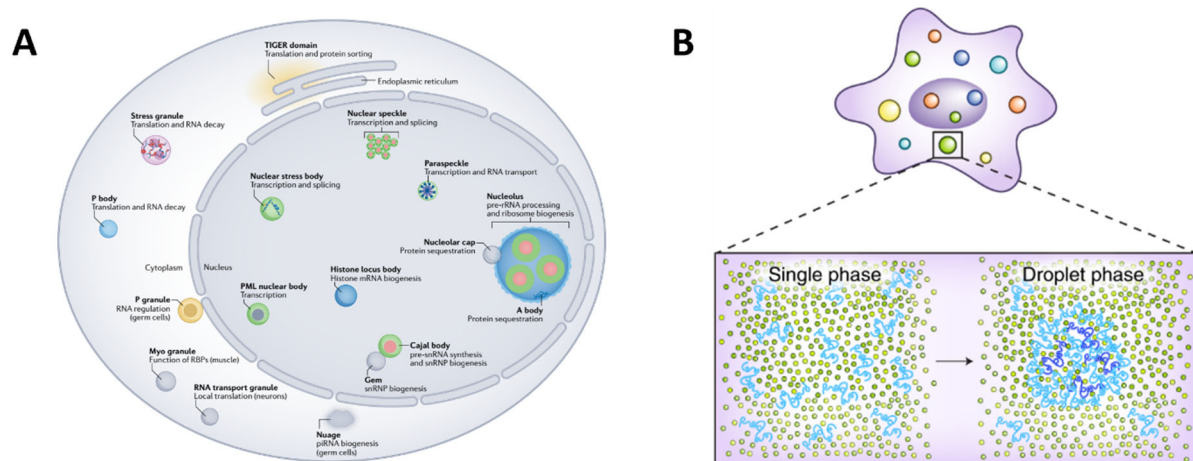 A
TIGER domain
Translation and protein sorting
Endoplasmic reticulum
Stress granule
Translation and RNA decay
Nuclear speckle
Transcription and splicing
Paraspeckle
Transcription and RNA transport
Nuclear stress body
Transcription and splicing
Nucleolus
pre-rRNA processing
and ribosome biogenesis
P body
Translation and RNA decay
Nucleolar cap
Protein sequestration
Cytoplasm
Nucleus
Histone locus body
Histone mRNA biogenesis
PML nuclear body
Transcription
P granule
RNA regulation
(germ cells)
A body
Protein sequestration
Cajal body
pre-snRNA synthesis
and snRNP biogenesis
Myo granule
Function of RBPs (muscle)
Gem
snRNP biogenesis
RNA transport granule
Local translation (neurons)
Nuage
piRNA biogenesis
(germ cells)
B
Single phase
Droplet phase